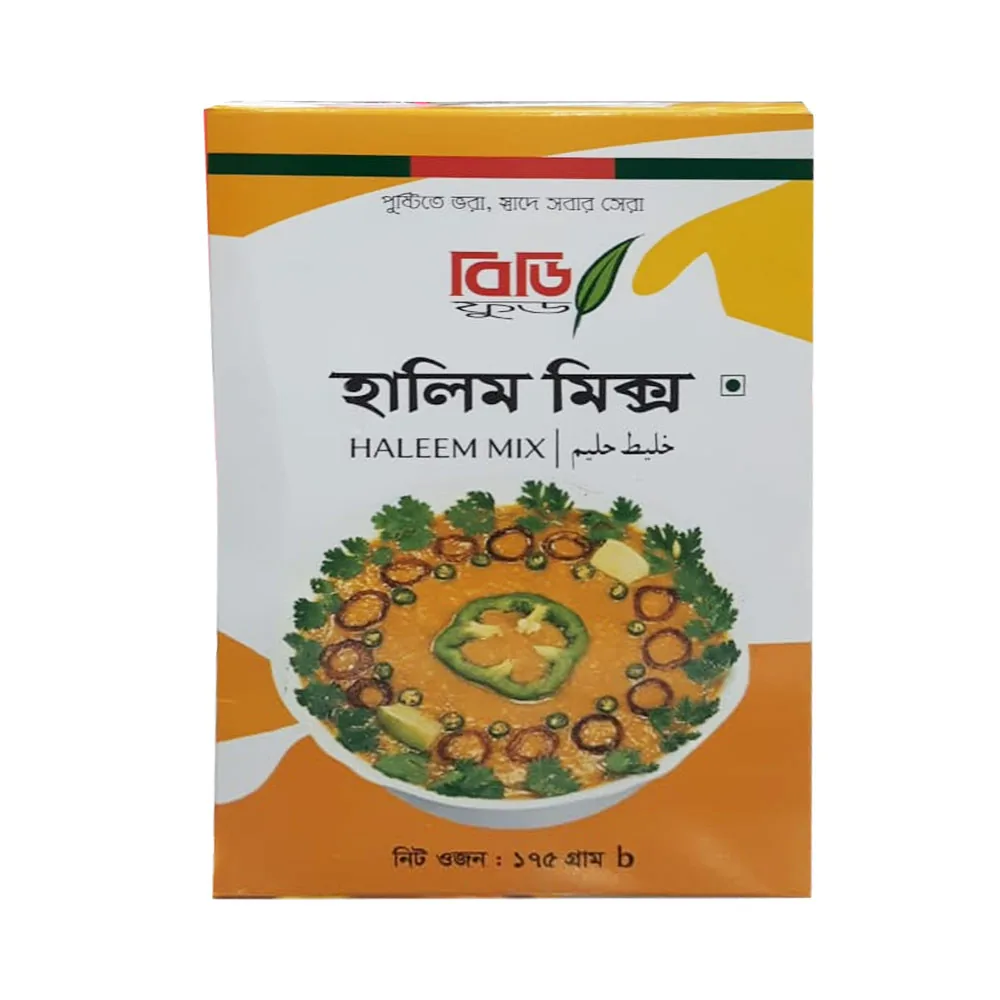 পুষ্টিতে ভরা, স্বাদে সবার সেরা
বিডি
ফুড
হালিম মিক্স
HALEEM MIX | خليط حليم
নিট ওজন : ১৭৫ গ্রাম b